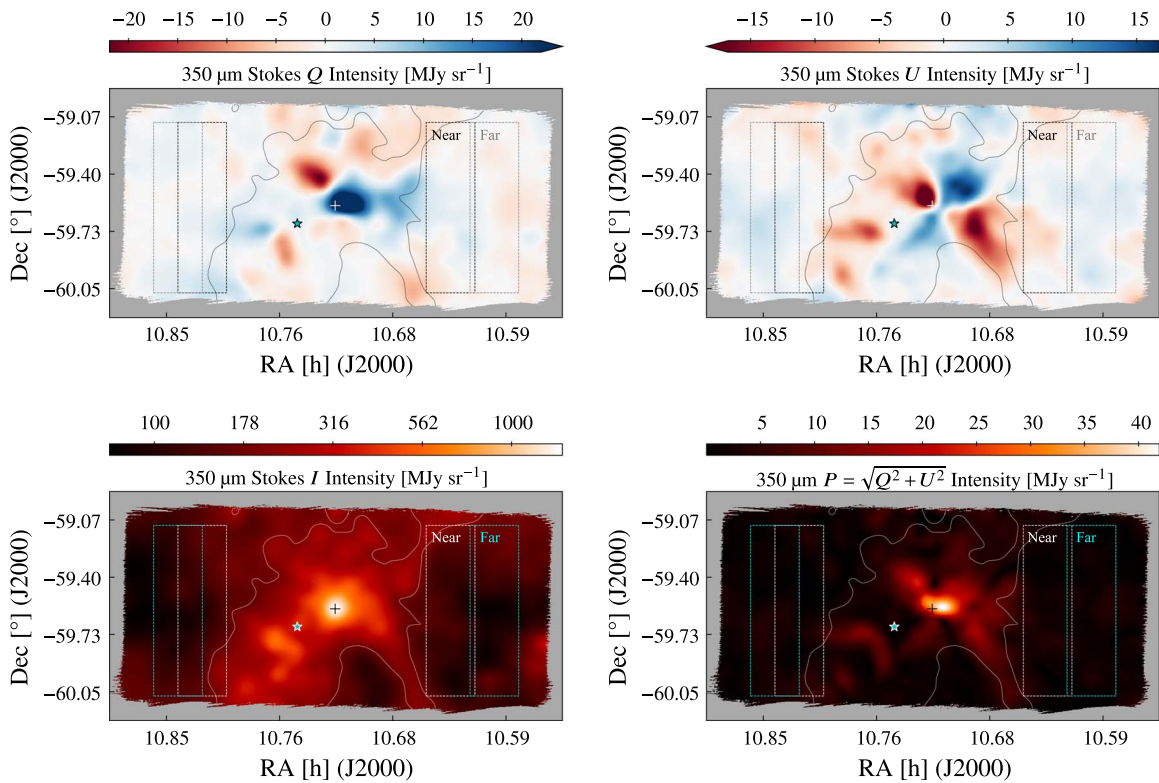 −20 −15 −10 −5 0 5 10 15 20
350 µm Stokes Q Intensity [MJy sr−1]
−59.07
−59.40
−59.73
−60.05
Dec [°] (J2000)
Near Far
10.85 10.76 10.68 10.59
RA [h] (J2000)
−15 −10 −5 0 5 10 15
350 µm Stokes U Intensity [MJy sr−1]
−59.07
−59.40
−59.73
−60.05
Dec [°] (J2000)
Near Far
10.85 10.76 10.68 10.59
RA [h] (J2000)
100 178 316 562 1000
350 µm Stokes I Intensity [MJy sr−1]
−59.07
−59.40
−59.73
−60.05
Dec [°] (J2000)
Near Far
10.85 10.76 10.68 10.59
RA [h] (J2000)
5 10 15 20 25 30 35 40
350 µm P = √Q2 + U2 Intensity [MJy sr−1]
−59.07
−59.40
−59.73
−60.05
Dec [°] (J2000)
Near Far
10.85 10.76 10.68 10.59
RA [h] (J2000)